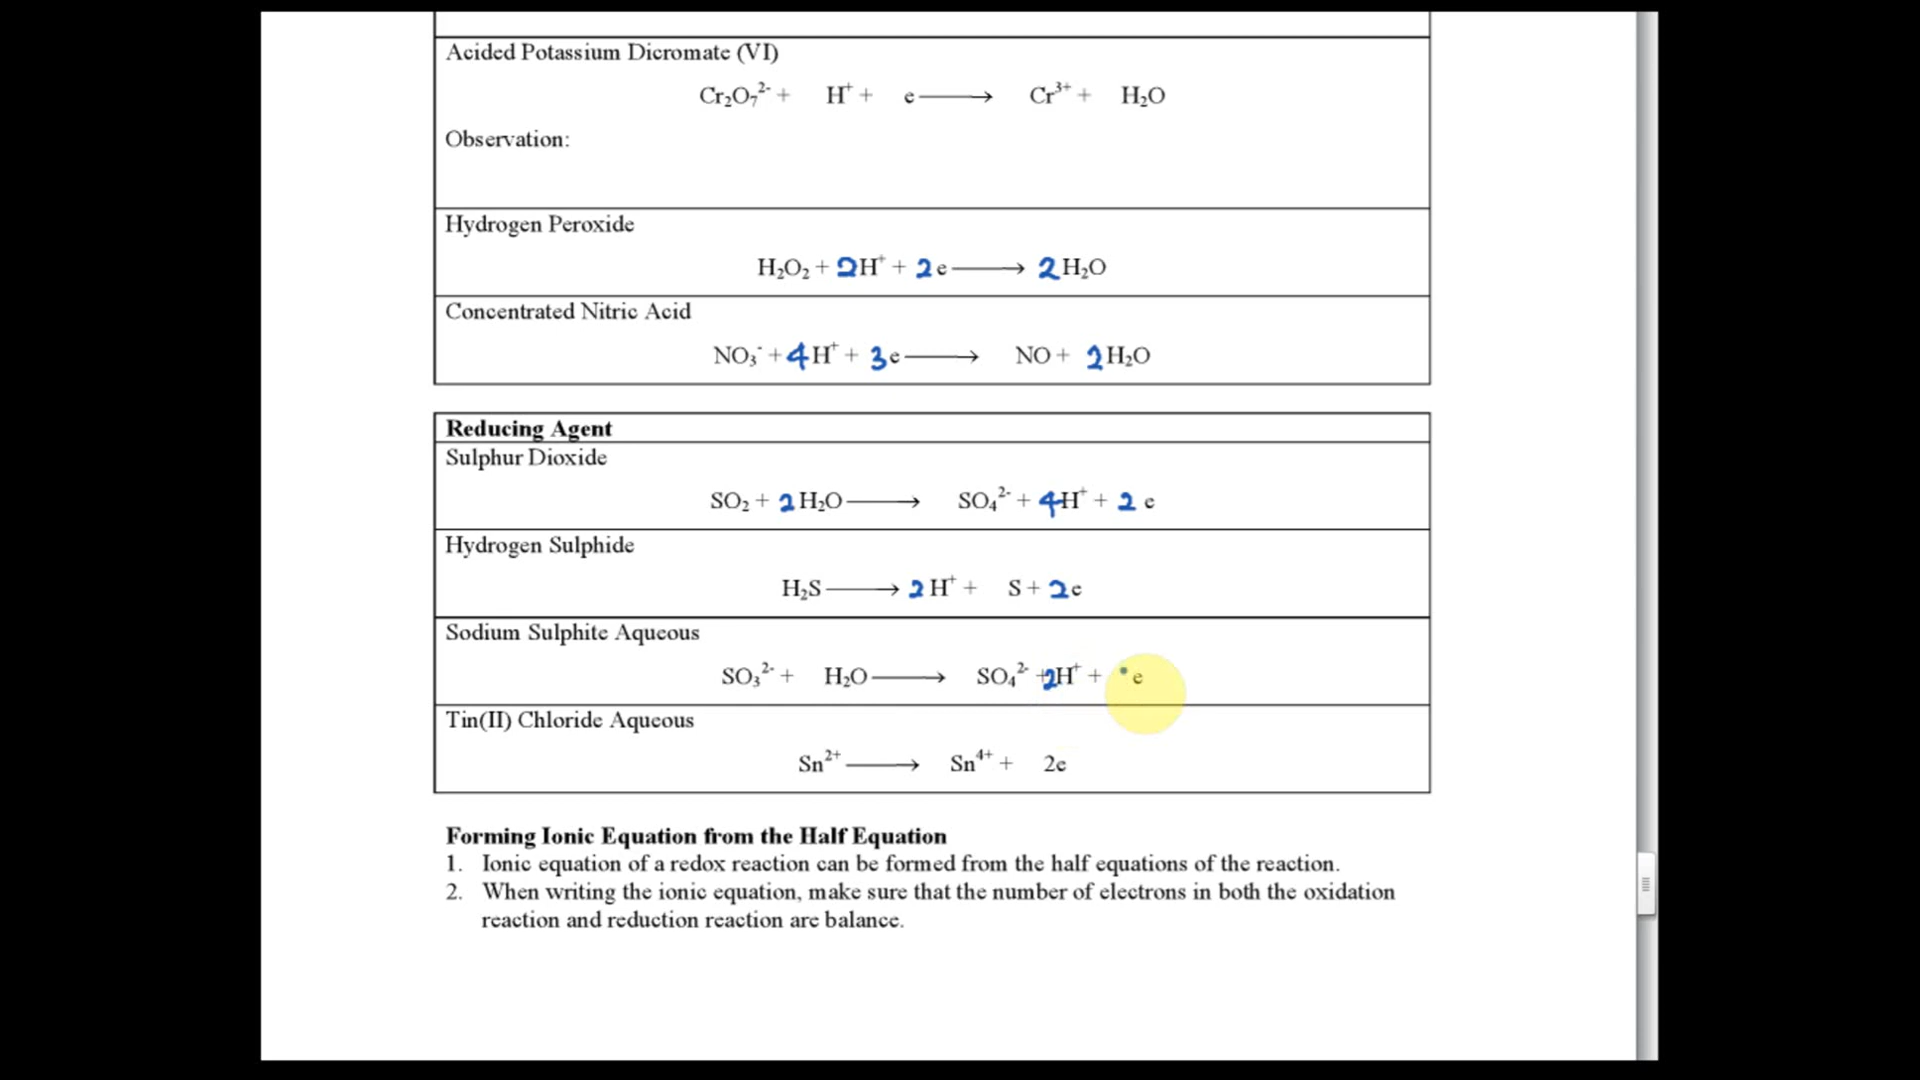 Acided Potassium Dicromate (VI)
Cr₂O₇²⁻ + H⁺ + e ⟶ Cr³⁺ + H₂O
Observation:
Hydrogen Peroxide
H₂O₂ + 2H⁺ + 2e ⟶ 2H₂O
Concentrated Nitric Acid
NO₃⁻ + 4H⁺ + 3e ⟶ NO + 2H₂O
Reducing Agent
Sulphur Dioxide
SO₂ + 2H₂O ⟶ SO₄²⁻ + 4H⁺ + 2e
Hydrogen Sulphide
H₂S ⟶ 2H⁺ + S + 2e
Sodium Sulphite Aqueous
SO₃²⁻ + H₂O ⟶ SO₄²⁻ + 2H⁺ + e
Tin(II) Chloride Aqueous
Sn²⁺ ⟶ Sn⁴⁺ + 2e
Forming Ionic Equation from the Half Equation
1. Ionic equation of a redox reaction can be formed from the half equations of the reaction.
2. When writing the ionic equation, make sure that the number of electrons in both the oxidation
reaction and reduction reaction are balance.